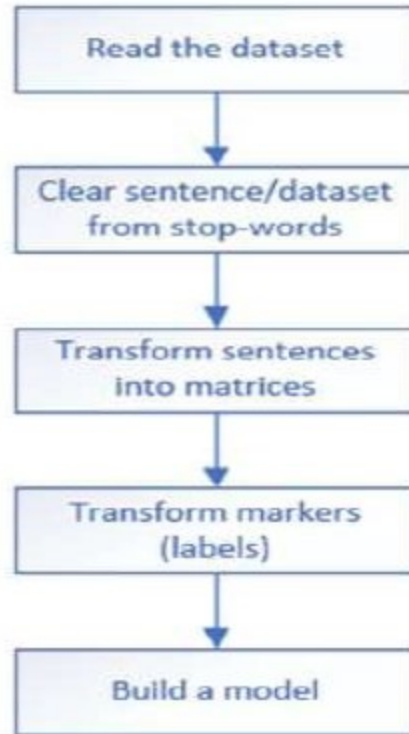 Read the dataset
Clear sentence/dataset
from stop-words
Transform sentences
into matrices
Transform markers
(labels)
Build a model